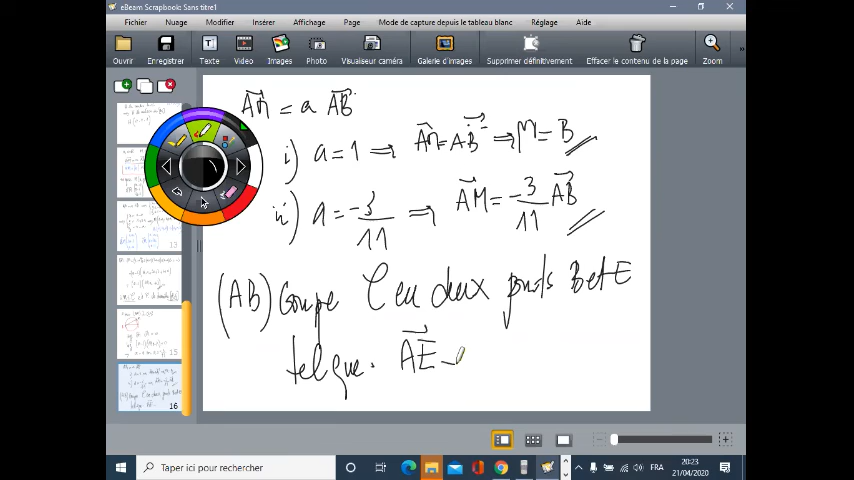 eBeam Scrapbook: Sans titre1
Fichier Nuage Modifier Insérer Affichage Page Mode de capture depuis le tableau blanc Réglage Aide
Ouvrir Enregistrer Texte Video Images Photo Visualiseur caméra Galerie d'images Supprimer définitivement Effacer le contenu de la page Zoom
AM = a AB
i) a = 1 ⇒ AM = AB ⇒ M = B
ii) a = -3/11 ⇒ AM = -3/11 AB
(AB) Coupe C en deux points B et E
tel que. AE =
13
15
16
Taper ici pour rechercher
FRA
20:23
21/04/2020